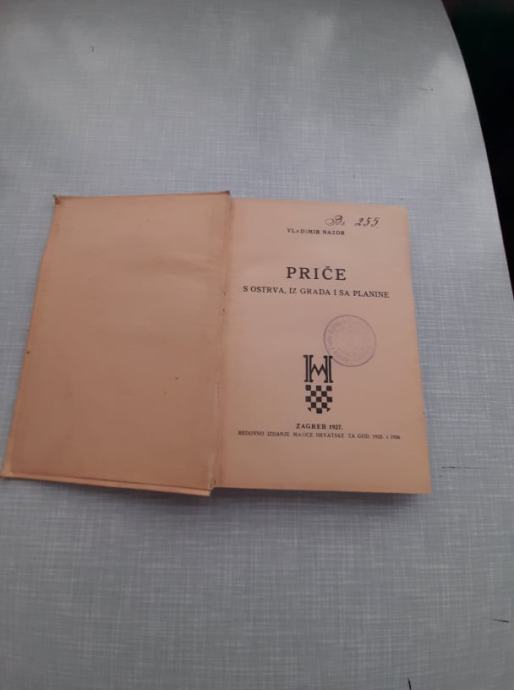 Br. 255
VLADIMIR NAZOR
PRIČE
S OSTRVA, IZ GRADA I SA PLANINE
ZAGREB 1927.
REDOVNO IZDANJE MATICE HRVATSKE ZA GOD. 1925. i 1926